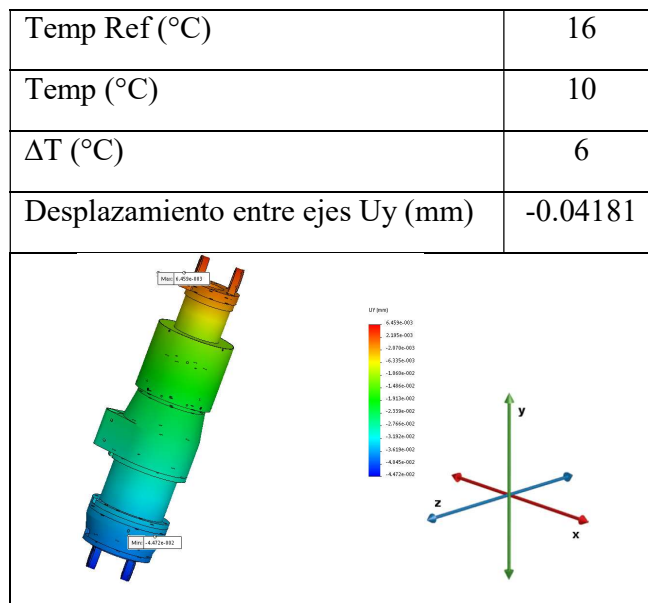 Temp Ref (°C) 16
Temp (°C) 10
ΔT (°C) 6
Desplazamiento entre ejes Uy (mm) -0.04181
Max: 6.459e-003
UY (mm)
6.459e-003
2.195e-003
-2.070e-003
-6.335e-003
-1.060e-002
-1.486e-002
-1.913e-002
-2.339e-002
-2.766e-002
-3.192e-002
-3.619e-002
-4.045e-002
-4.472e-002
y
z
x
Min: -4.472e-002